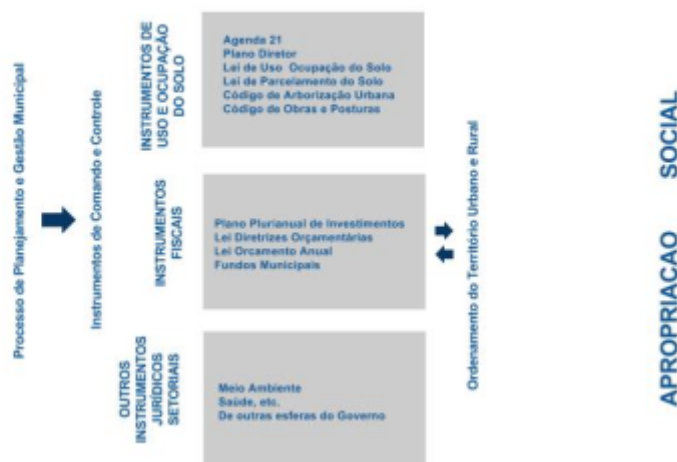 Processo de Planejamento e Gestão Municipal
Instrumentos de Comando e Controle
INSTRUMENTOS DE
USO E OCUPAÇÃO
DO SOLO
Agenda 21
Plano Diretor
Lei de Uso Ocupação do Solo
Lei de Parcelamento do Solo
Código de Arborização Urbana
Código de Obras e Posturas
INSTRUMENTOS
FISCAIS
Plano Plurianual de Investimentos
Lei Diretrizes Orçamentárias
Lei Orcamento Anual
Fundos Municipais
OUTROS
INSTRUMENTOS
JURÍDICOS
SETORIAIS
Meio Ambiente
Saúde, etc.
De outras esferas do Governo
Ordenamento do Território Urbano e Rural
APROPRIACAO SOCIAL